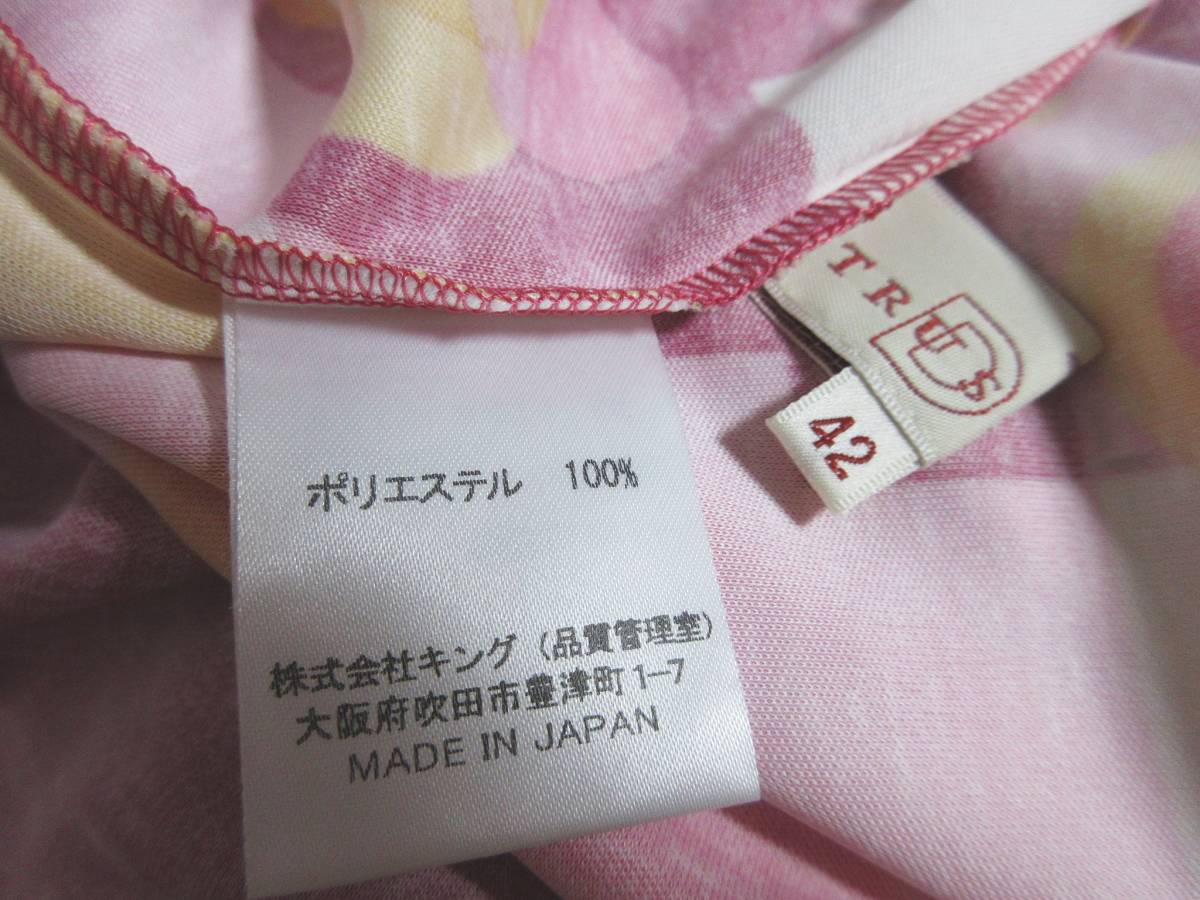 ポリエステル 100%
株式会社キング（品質管理室）
大阪府吹田市豊津町1-7
MADE IN JAPAN
TRUS
D
42